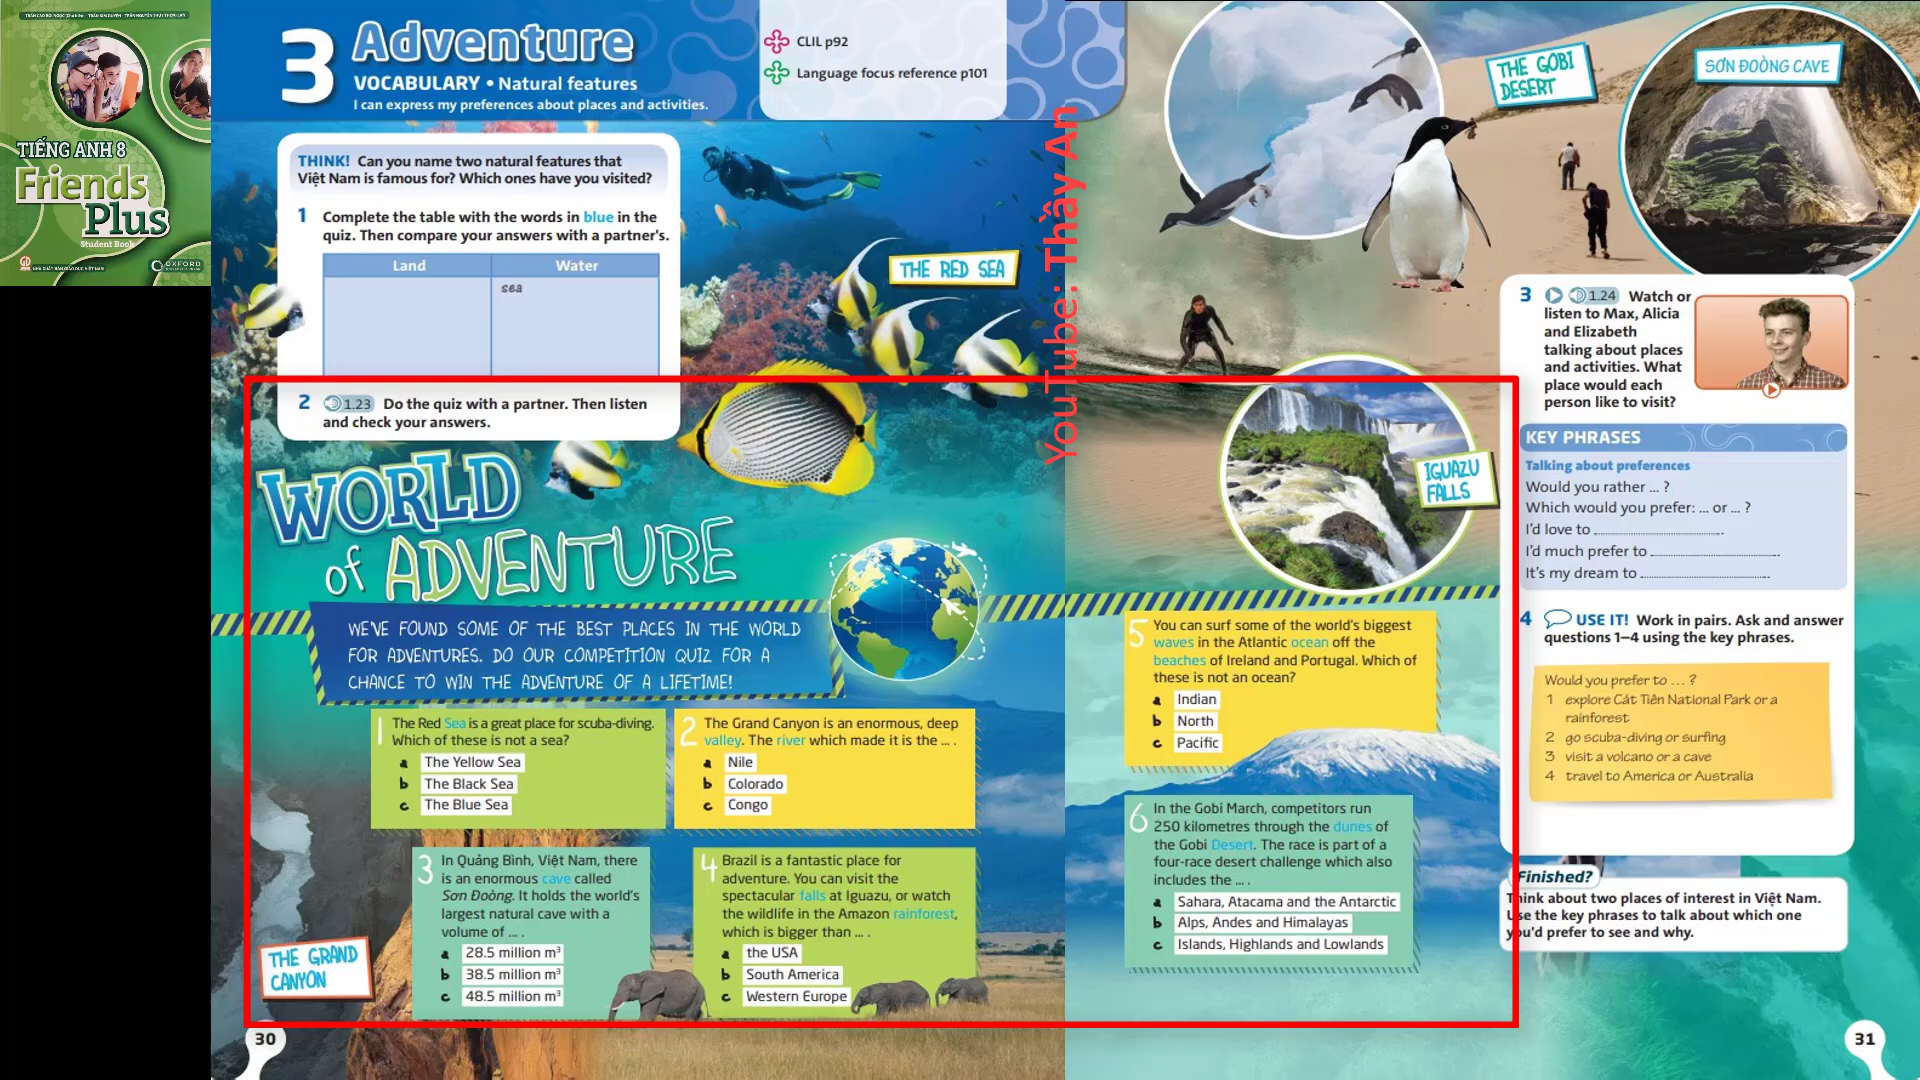 TRẦN CAO BỘI NGỌC (Chủ biên) - TRẦN KIM DUYÊN - TRẦN NGUYỄN THUỲ THUỲ LAN
TIẾNG ANH 8
Friends
Plus
Student Book
NHÀ XUẤT BẢN GIÁO DỤC VIỆT NAM
OXFORD
3 Adventure
VOCABULARY • Natural features
I can express my preferences about places and activities.
CLIL p92
Language focus reference p101
THINK! Can you name two natural features that
Việt Nam is famous for? Which ones have you visited?
1 Complete the table with the words in blue in the
quiz. Then compare your answers with a partner's.
Land Water
sea
2 1.23 Do the quiz with a partner. Then listen
and check your answers.
THE RED SEA
WORLD
of ADVENTURE
WE'VE FOUND SOME OF THE BEST PLACES IN THE WORLD
FOR ADVENTURES. DO OUR COMPETITION QUIZ FOR A
CHANCE TO WIN THE ADVENTURE OF A LIFETIME!
1 The Red Sea is a great place for scuba-diving.
Which of these is not a sea?
a The Yellow Sea
b The Black Sea
c The Blue Sea
2 The Grand Canyon is an enormous, deep
valley. The river which made it is the ... .
a Nile
b Colorado
c Congo
3 In Quảng Bình, Việt Nam, there
is an enormous cave called
Sơn Đoòng. It holds the world's
largest natural cave with a
volume of ... .
a 28.5 million m³
b 38.5 million m³
c 48.5 million m³
4 Brazil is a fantastic place for
adventure. You can visit the
spectacular falls at Iguazu, or watch
the wildlife in the Amazon rainforest,
which is bigger than ... .
a the USA
b South America
c Western Europe
THE GRAND
CANYON
30
YouTube: Thầy An
THE GOBI
DESERT
SƠN ĐOÒNG CAVE
IGUAZU
FALLS
5 You can surf some of the world's biggest
waves in the Atlantic ocean off the
beaches of Ireland and Portugal. Which of
these is not an ocean?
a Indian
b North
c Pacific
6 In the Gobi March, competitors run
250 kilometres through the dunes of
the Gobi Desert. The race is part of a
four-race desert challenge which also
includes the ... .
a Sahara, Atacama and the Antarctic
b Alps, Andes and Himalayas
c Islands, Highlands and Lowlands
3 1.24 Watch or
listen to Max, Alicia
and Elizabeth
talking about places
and activities. What
place would each
person like to visit?
KEY PHRASES
Talking about preferences
Would you rather ... ?
Which would you prefer: ... or ... ?
I'd love to
I'd much prefer to
It's my dream to
4 USE IT! Work in pairs. Ask and answer
questions 1–4 using the key phrases.
Would you prefer to ... ?
1 explore Cát Tiên National Park or a
rainforest
2 go scuba-diving or surfing
3 visit a volcano or a cave
4 travel to America or Australia
Finished?
Think about two places of interest in Việt Nam.
Use the key phrases to talk about which one
you'd prefer to see and why.
31